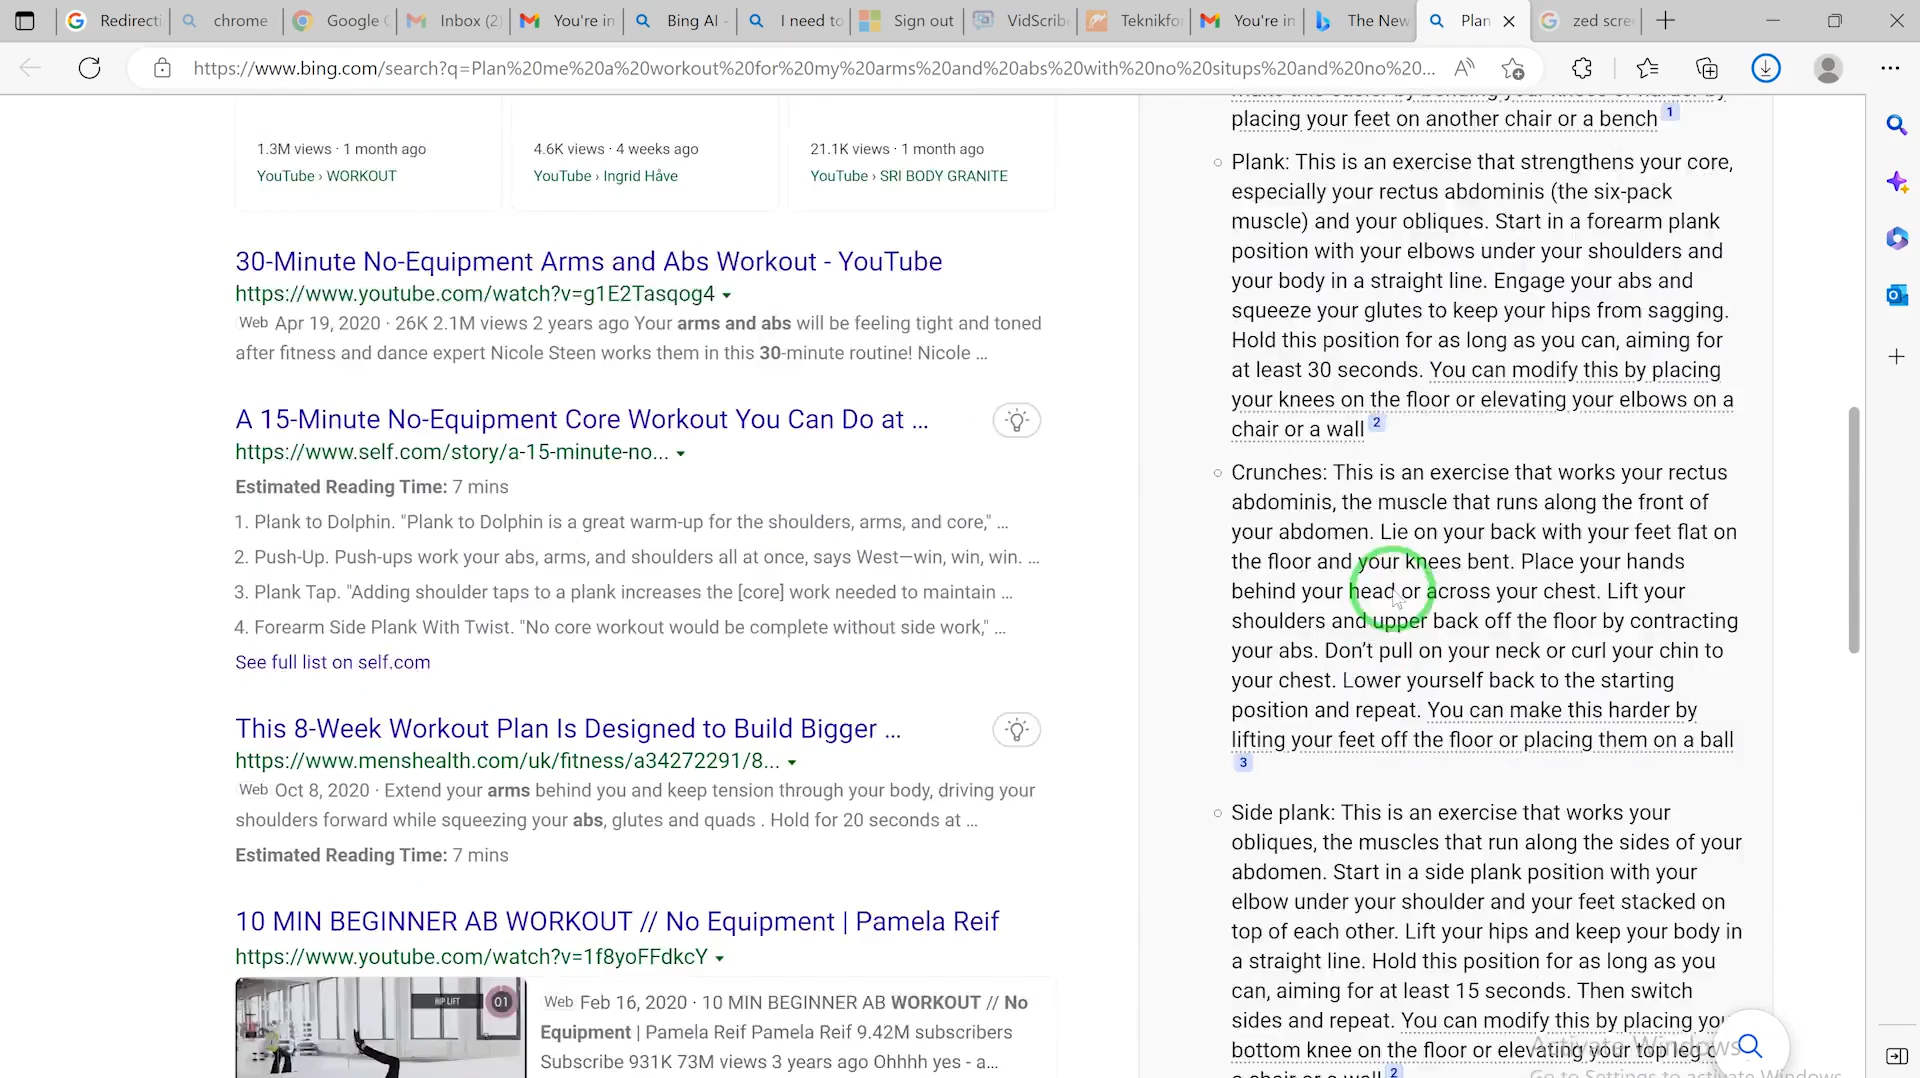 Redirecti
chrome
Google C
Inbox (2)
You're in
Bing AI -
I need to
Sign out
VidScribe
Teknikfor
You're in
The New
Plan
zed scree
https://www.bing.com/search?q=Plan%20me%20a%20workout%20for%20my%20arms%20and%20abs%20with%20no%20situps%20and%20no%20...
1.3M views · 1 month ago
YouTube › WORKOUT
4.6K views · 4 weeks ago
YouTube › Ingrid Håve
21.1K views · 1 month ago
YouTube › SRI BODY GRANITE
30-Minute No-Equipment Arms and Abs Workout - YouTube
https://www.youtube.com/watch?v=g1E2Tasqog4
Web Apr 19, 2020 · 26K 2.1M views 2 years ago Your arms and abs will be feeling tight and toned
after fitness and dance expert Nicole Steen works them in this 30-minute routine! Nicole ...
A 15-Minute No-Equipment Core Workout You Can Do at ...
https://www.self.com/story/a-15-minute-no...
Estimated Reading Time: 7 mins
1. Plank to Dolphin. "Plank to Dolphin is a great warm-up for the shoulders, arms, and core," ...
2. Push-Up. Push-ups work your abs, arms, and shoulders all at once, says West—win, win, win. ...
3. Plank Tap. "Adding shoulder taps to a plank increases the [core] work needed to maintain ...
4. Forearm Side Plank With Twist. "No core workout would be complete without side work," ...
See full list on self.com
This 8-Week Workout Plan Is Designed to Build Bigger ...
https://www.menshealth.com/uk/fitness/a34272291/8...
Web Oct 8, 2020 · Extend your arms behind you and keep tension through your body, driving your
shoulders forward while squeezing your abs, glutes and quads . Hold for 20 seconds at ...
Estimated Reading Time: 7 mins
10 MIN BEGINNER AB WORKOUT // No Equipment | Pamela Reif
https://www.youtube.com/watch?v=1f8yoFFdkcY
HIP LIFT 01
Web Feb 16, 2020 · 10 MIN BEGINNER AB WORKOUT // No
Equipment | Pamela Reif Pamela Reif 9.42M subscribers
Subscribe 931K 73M views 3 years ago Ohhhh yes - a...
make this easier by bending your knees or harder by
placing your feet on another chair or a bench 1
Plank: This is an exercise that strengthens your core,
especially your rectus abdominis (the six-pack
muscle) and your obliques. Start in a forearm plank
position with your elbows under your shoulders and
your body in a straight line. Engage your abs and
squeeze your glutes to keep your hips from sagging.
Hold this position for as long as you can, aiming for
at least 30 seconds. You can modify this by placing
your knees on the floor or elevating your elbows on a
chair or a wall 2
Crunches: This is an exercise that works your rectus
abdominis, the muscle that runs along the front of
your abdomen. Lie on your back with your feet flat on
the floor and your knees bent. Place your hands
behind your head or across your chest. Lift your
shoulders and upper back off the floor by contracting
your abs. Don't pull on your neck or curl your chin to
your chest. Lower yourself back to the starting
position and repeat. You can make this harder by
lifting your feet off the floor or placing them on a ball
3
Side plank: This is an exercise that works your
obliques, the muscles that run along the sides of your
abdomen. Start in a side plank position with your
elbow under your shoulder and your feet stacked on
top of each other. Lift your hips and keep your body in
a straight line. Hold this position for as long as you
can, aiming for at least 15 seconds. Then switch
sides and repeat. You can modify this by placing you
bottom knee on the floor or elevating your top leg o
a chair or a wall 2
Activate Windows
Go to Settings to activate Windows.